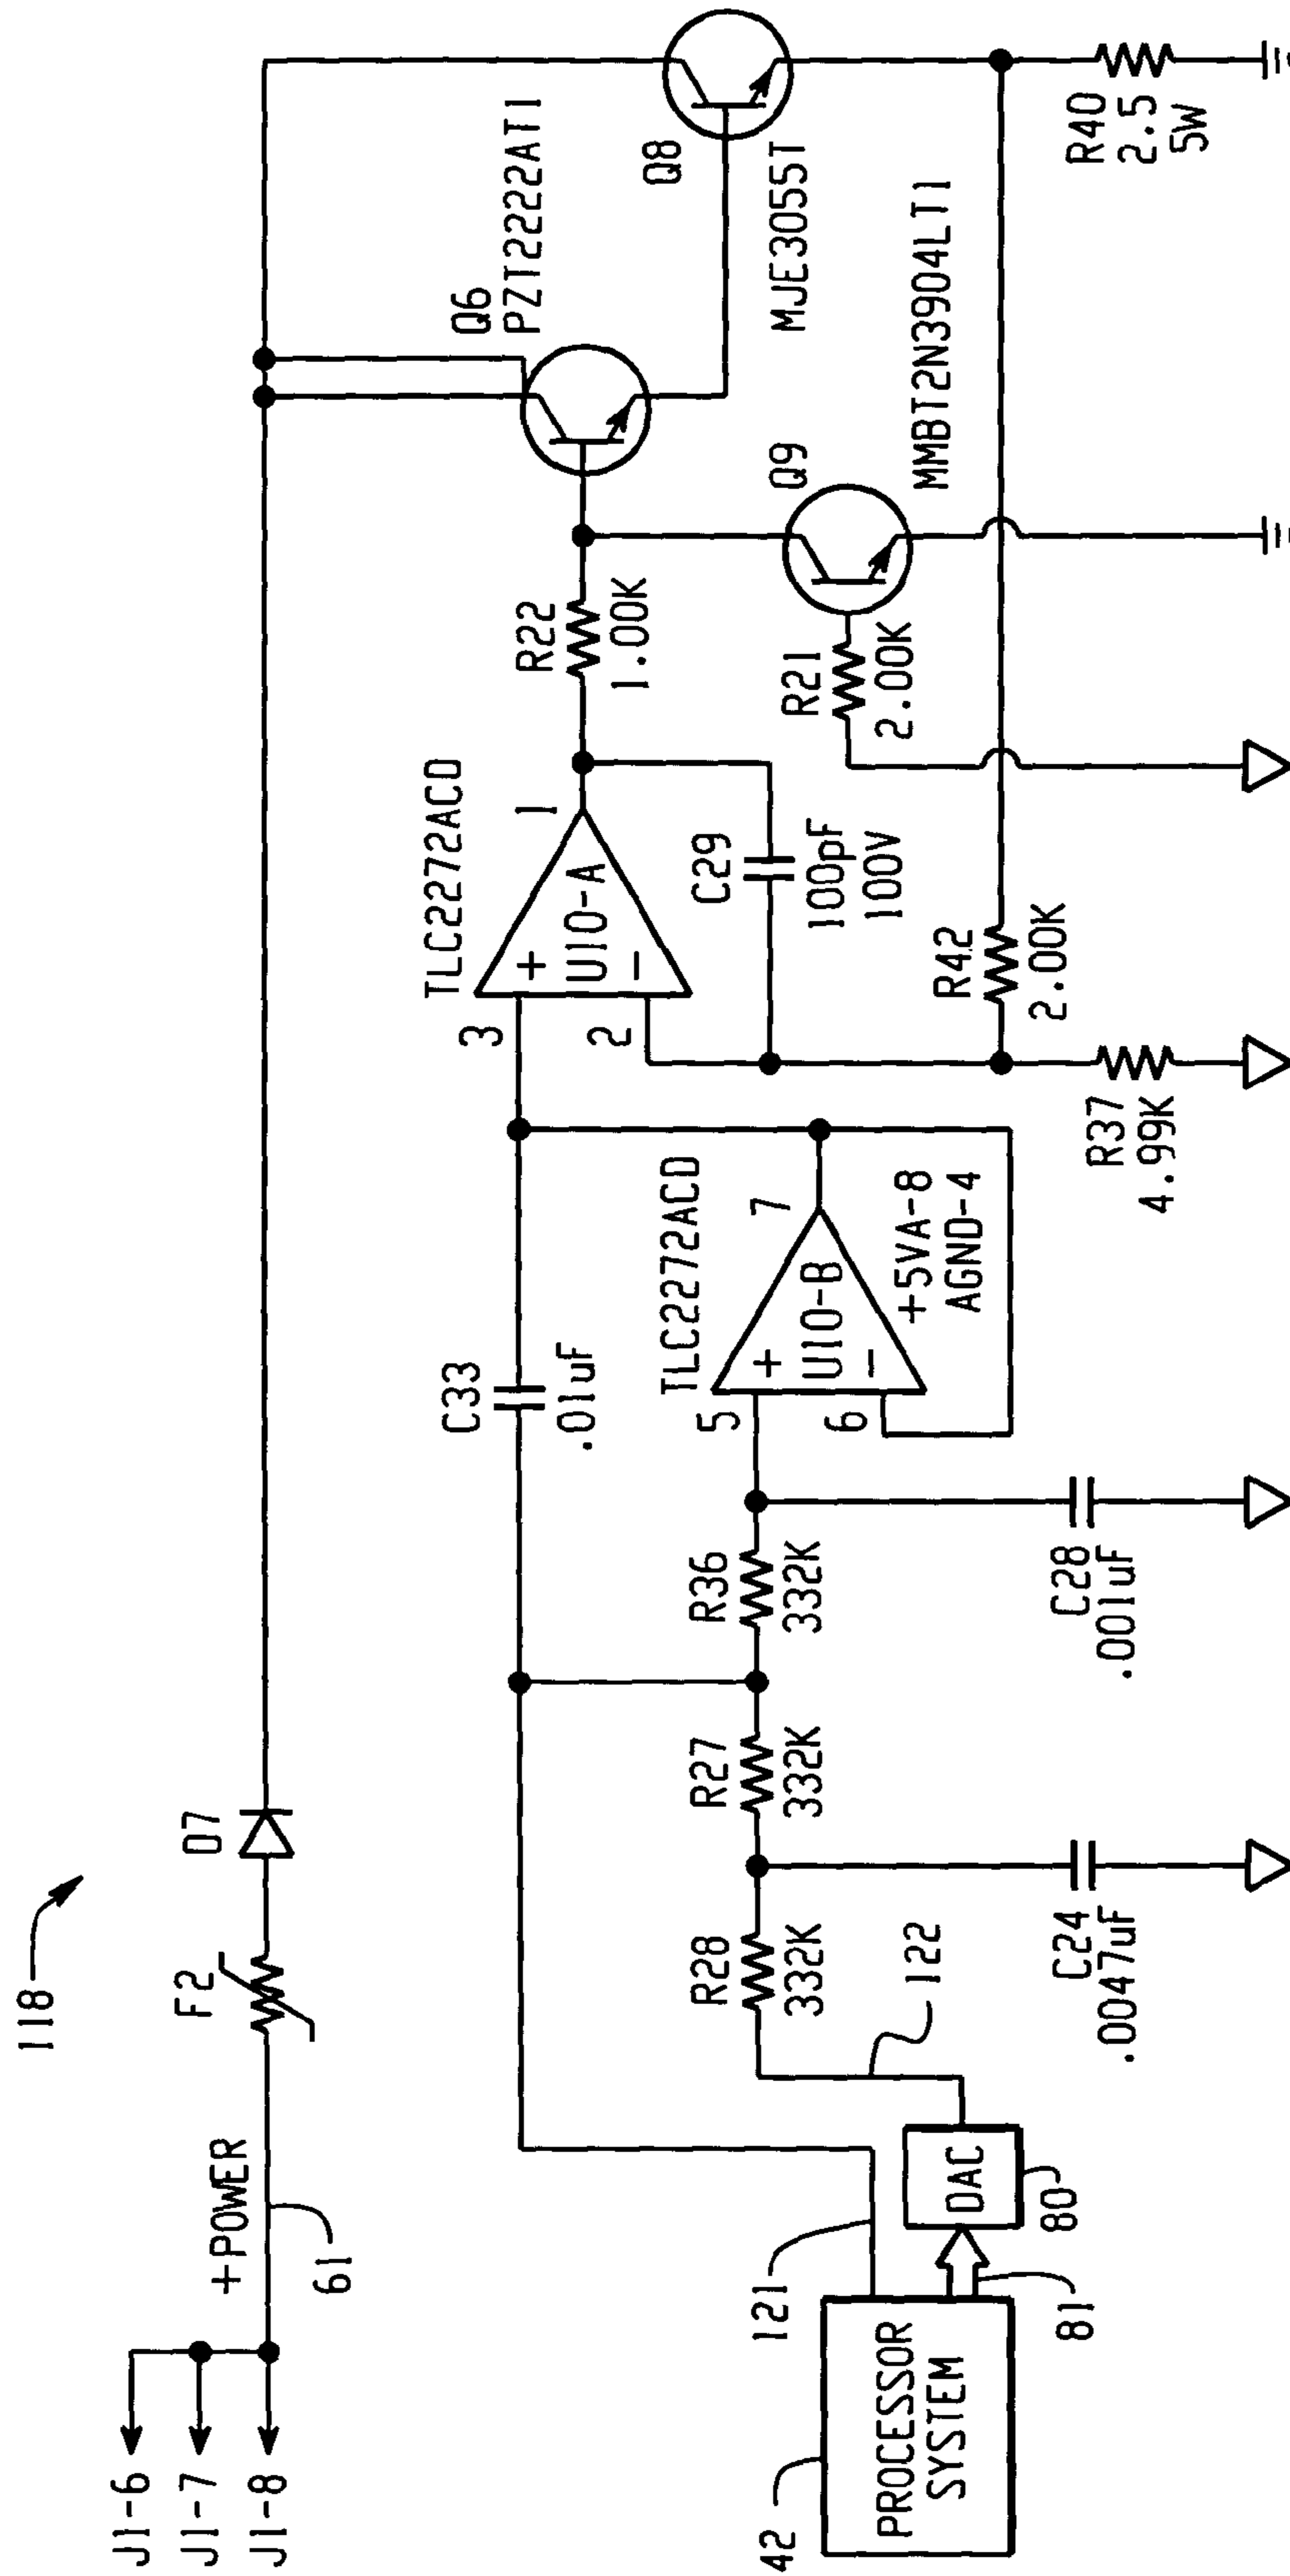 118
J1-6
J1-7
J1-8
+POWER
61
F2
D7
Q6
PZT2222AT1
Q8
MJE3055T
Q9
MMBT2N3904LT1
R40
2.5
5W
C33
.01uF
TLC2272ACD
3
2
+
U10-A
−
1
R22
1.00K
C29
100pF
100V
R21
2.00K
R42
2.00K
R37
4.99K
TLC2272ACD
5
6
+
U10-B
−
7
+5VA-8
AGND-4
R28
332K
R27
332K
R36
332K
C24
.0047uF
C28
.001uF
122
121
42
PROCESSOR
SYSTEM
81
DAC
80